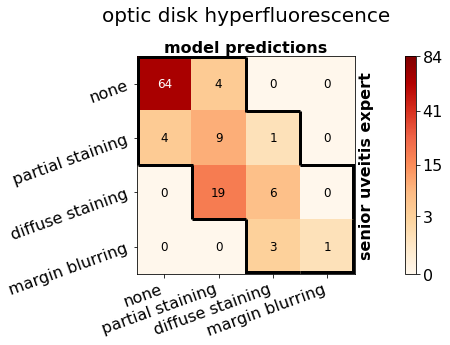 optic disk hyperfluorescence
model predictions
none 64 4 0 0
partial staining 4 9 1 0
diffuse staining 0 19 6 0
margin blurring 0 0 3 1
none
partial staining
diffuse staining
margin blurring
senior uveitis expert
84
41
15
3
0